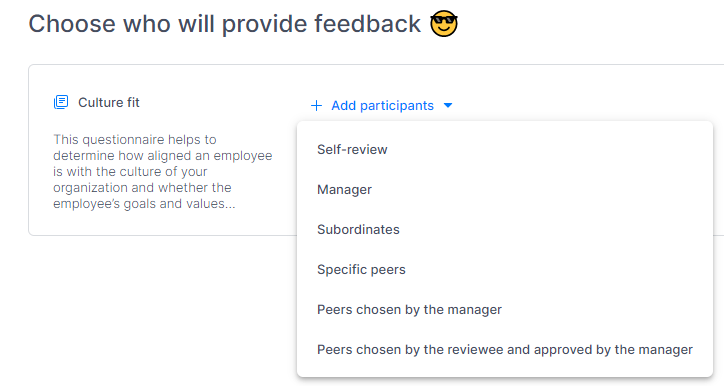 Choose who will provide feedback 😎
Culture fit
+ Add participants
This questionnaire helps to
determine how aligned an employee
is with the culture of your
organization and whether the
employee's goals and values...
Self-review
Manager
Subordinates
Specific peers
Peers chosen by the manager
Peers chosen by the reviewee and approved by the manager